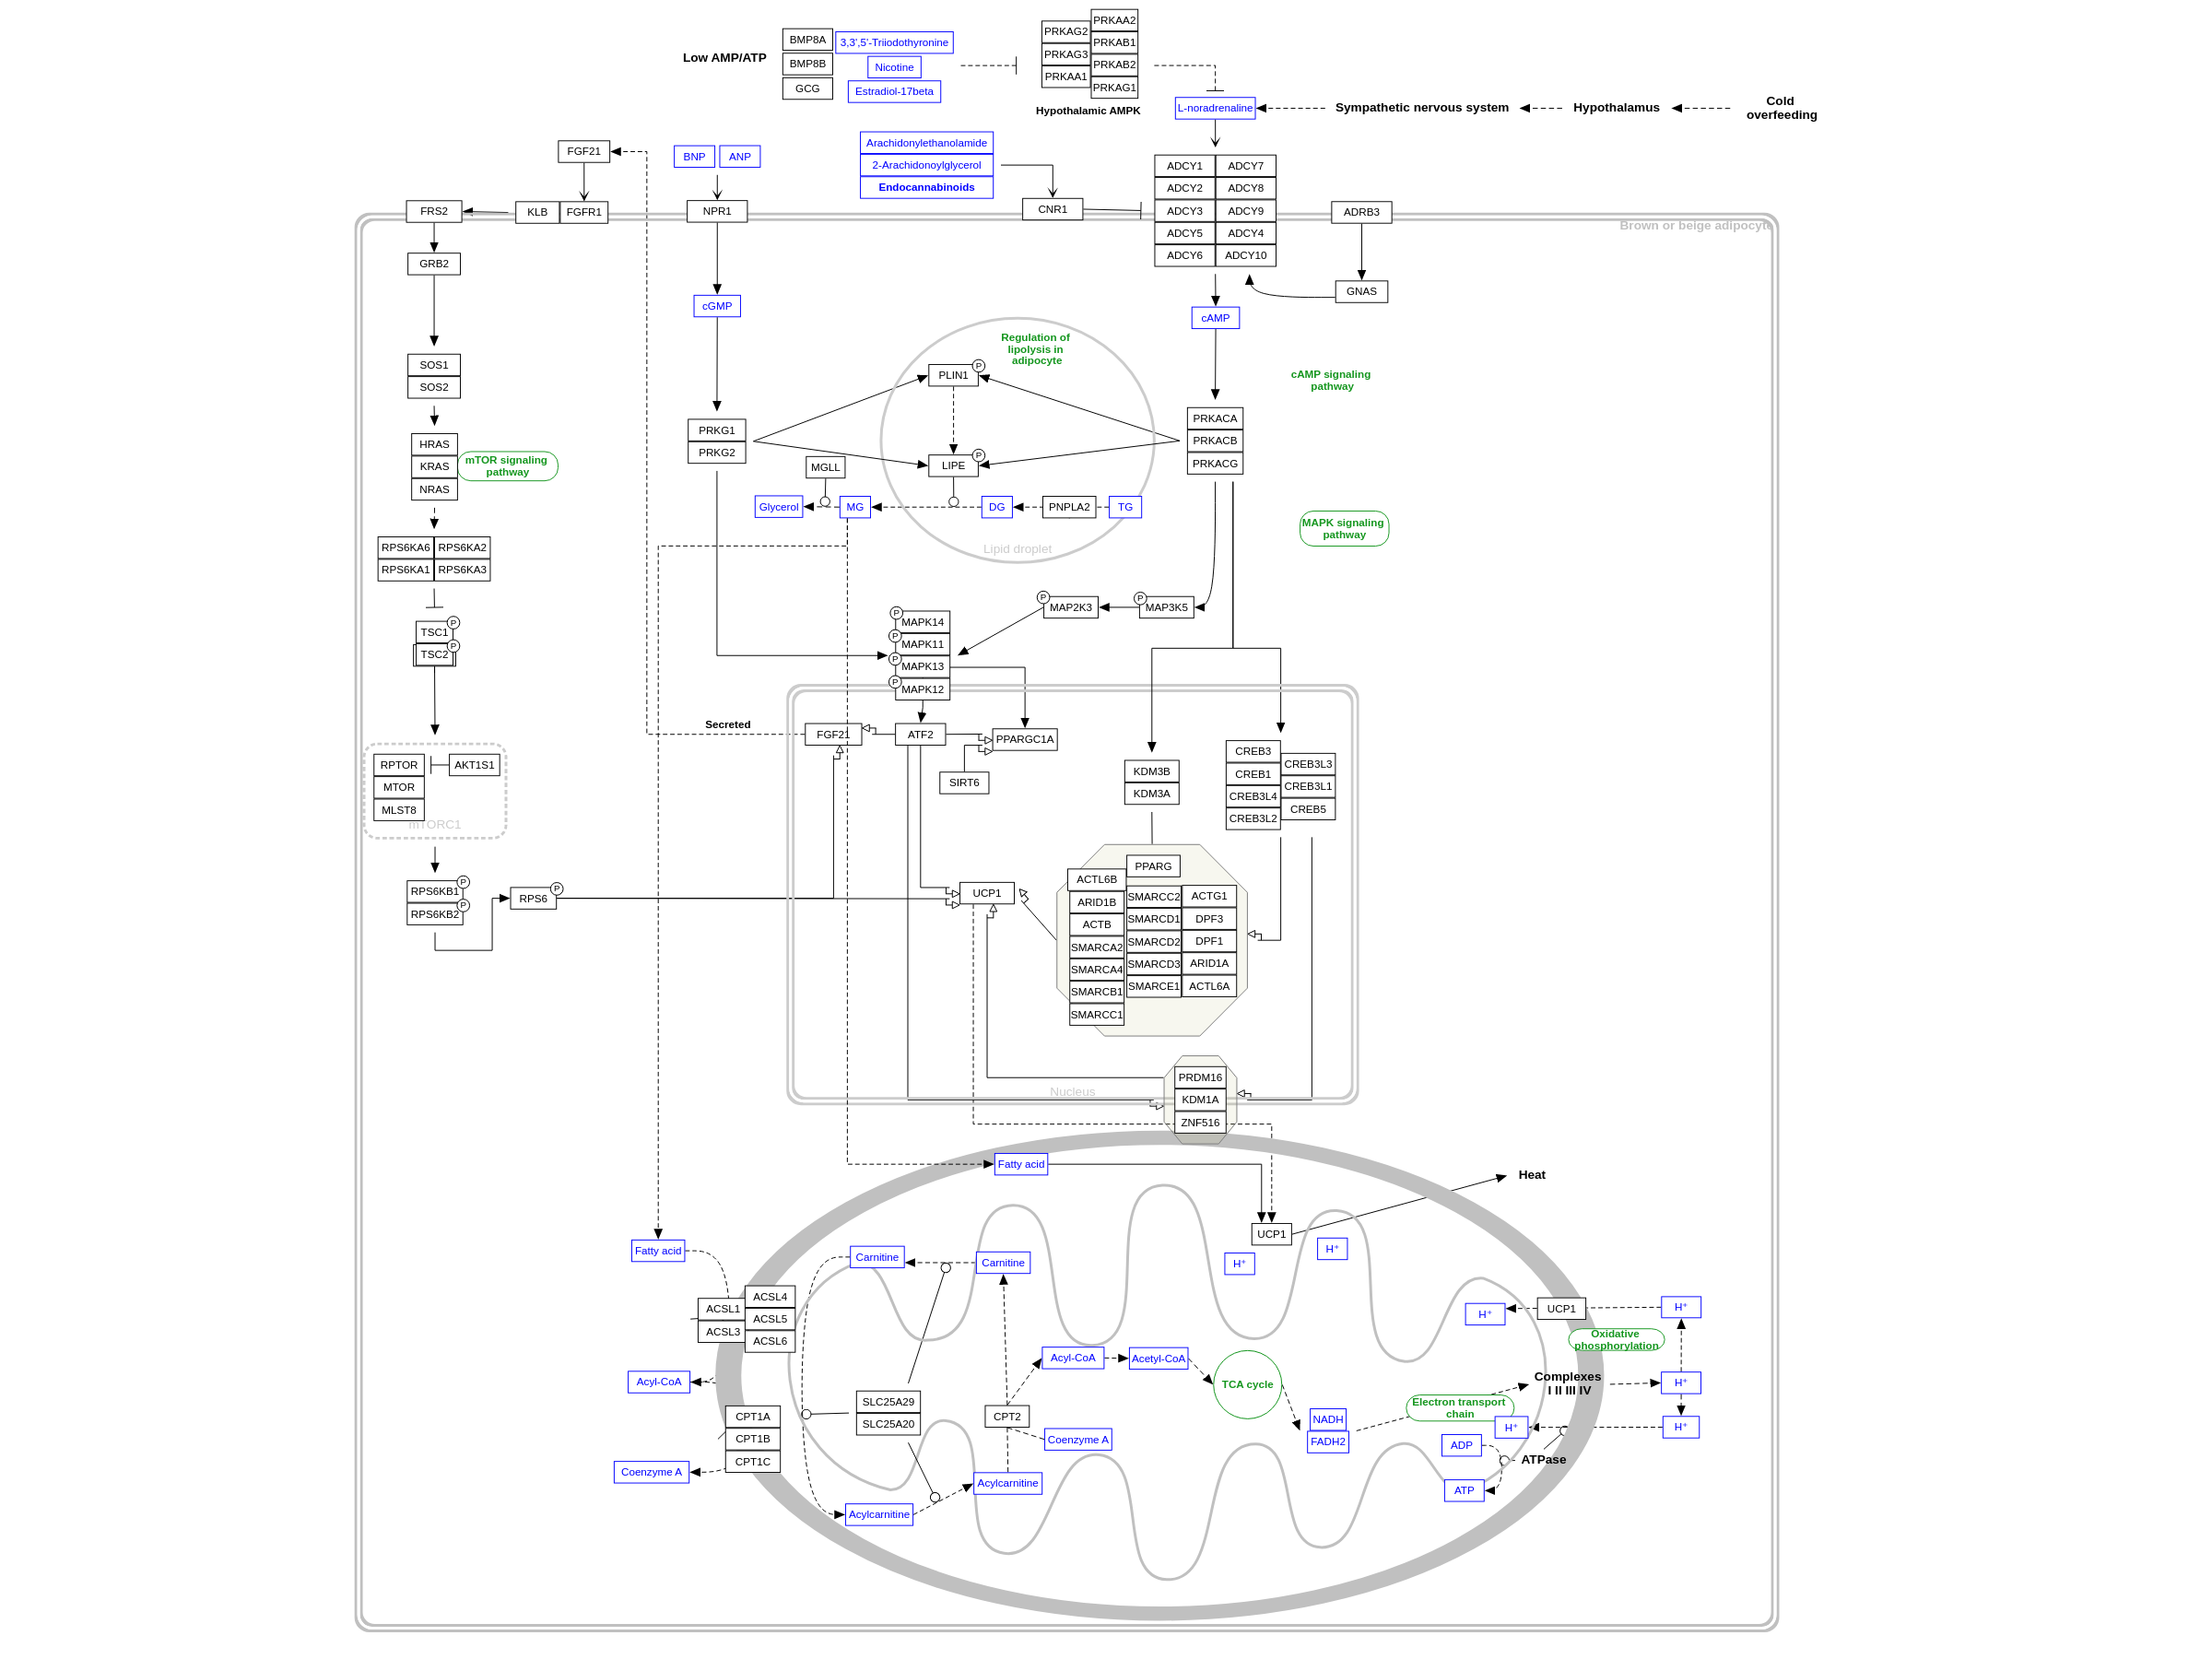 Low AMP/ATP
BMP8A
BMP8B
GCG
3,3',5'-Triiodothyronine
Nicotine
Estradiol-17beta
PRKAG2
PRKAG3
PRKAA1
PRKAA2
PRKAB1
PRKAB2
PRKAG1
Hypothalamic AMPK
L-noradrenaline
Sympathetic nervous system
Hypothalamus
Cold
overfeeding
FGF21
BNP
ANP
Arachidonylethanolamide
2-Arachidonoylglycerol
Endocannabinoids
ADCY1
ADCY2
ADCY3
ADCY5
ADCY6
ADCY7
ADCY8
ADCY9
ADCY4
ADCY10
FRS2
KLB
FGFR1
NPR1
CNR1
ADRB3
Brown or beige adipocyte
GRB2
cGMP
cAMP
GNAS
Regulation of
lipolysis in
adipocyte
SOS1
SOS2
PLIN1
P
cAMP signaling
pathway
HRAS
KRAS
NRAS
mTOR signaling
pathway
PRKG1
PRKG2
PRKACA
PRKACB
PRKACG
MGLL
LIPE
P
Glycerol
MG
DG
PNPLA2
TG
MAPK signaling
pathway
Lipid droplet
RPS6KA6
RPS6KA1
RPS6KA2
RPS6KA3
TSC1
P
TSC2
P
MAP2K3
P
MAP3K5
P
MAPK14
P
MAPK11
P
MAPK13
P
MAPK12
P
Secreted
FGF21
ATF2
PPARGC1A
SIRT6
RPTOR
MTOR
MLST8
AKT1S1
mTORC1
KDM3B
KDM3A
CREB3
CREB1
CREB3L4
CREB3L2
CREB3L3
CREB3L1
CREB5
RPS6KB1
P
RPS6KB2
P
RPS6
P
UCP1
PPARG
ACTL6B
ARID1B
ACTB
SMARCA2
SMARCA4
SMARCB1
SMARCC1
SMARCC2
SMARCD1
SMARCD2
SMARCD3
SMARCE1
ACTG1
DPF3
DPF1
ARID1A
ACTL6A
Nucleus
PRDM16
KDM1A
ZNF516
Fatty acid
Heat
UCP1
H⁺
H⁺
Fatty acid
Carnitine
Carnitine
ACSL1
ACSL3
ACSL4
ACSL5
ACSL6
H⁺
UCP1
H⁺
Oxidative
phosphorylation
Acyl-CoA
Acyl-CoA
Acetyl-CoA
TCA cycle
Complexes
I II III IV
H⁺
SLC25A29
SLC25A20
CPT2
CPT1A
CPT1B
CPT1C
Electron transport
chain
NADH
FADH2
H⁺
H⁺
Coenzyme A
ADP
ATPase
ATP
Coenzyme A
Acylcarnitine
Acylcarnitine